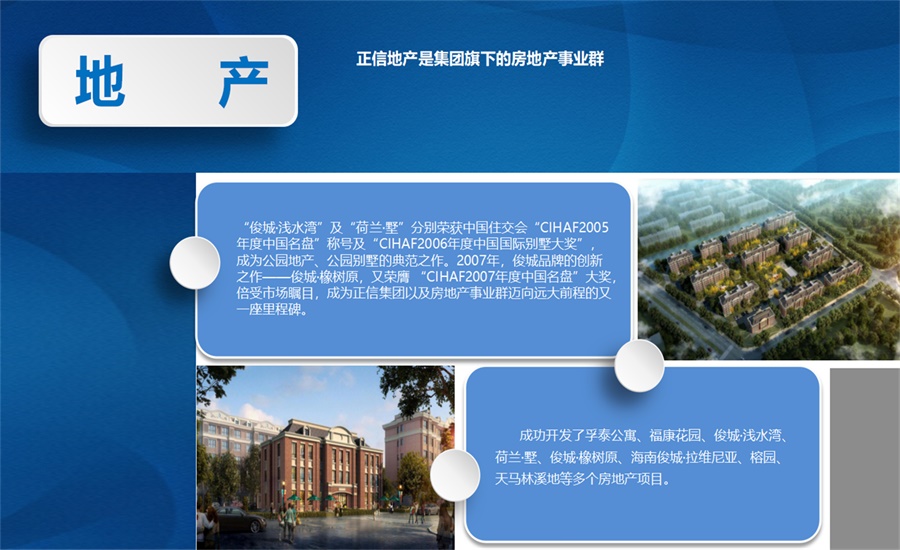 地 产
正信地产是集团旗下的房地产事业群
“俊城·浅水湾”及“荷兰·墅”分别荣获中国住交会“CIHAF2005
年度中国名盘”称号及“CIHAF2006年度中国国际别墅大奖”，
成为公园地产、公园别墅的典范之作。2007年，俊城品牌的创新
之作——俊城·橡树原，又荣膺 “CIHAF2007年度中国名盘”大奖，
倍受市场瞩目，成为正信集团以及房地产事业群迈向远大前程的又
一座里程碑。
成功开发了孚泰公寓、福康花园、俊城·浅水湾、
荷兰·墅、俊城·橡树原、海南俊城·拉维尼亚、榕园、
天马林溪地等多个房地产项目。